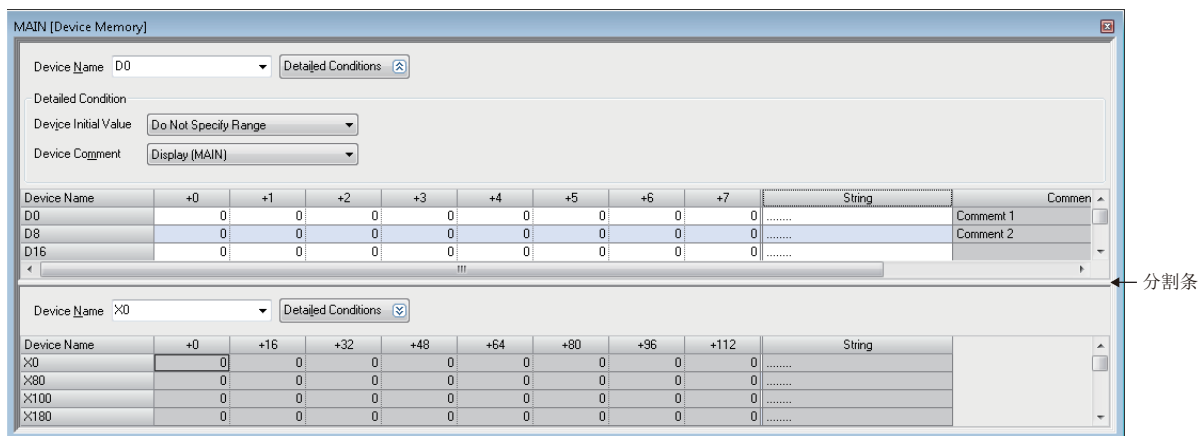 MAIN [Device Memory]
Device Name D0 Detailed Conditions
Detailed Condition
Device Initial Value Do Not Specify Range
Device Comment Display (MAIN)
Device Name +0 +1 +2 +3 +4 +5 +6 +7 String Commen
D0 0 0 0 0 0 0 0 0 ........ Commemt 1
D8 0 0 0 0 0 0 0 0 ........ Comment 2
D16 0 0 0 0 0 0 0 0 ........
分割条
Device Name X0 Detailed Conditions
Device Name +0 +16 +32 +48 +64 +80 +96 +112 String
X0 0 0 0 0 0 0 0 0 ........
X80 0 0 0 0 0 0 0 0 ........
X100 0 0 0 0 0 0 0 0 ........
X180 0 0 0 0 0 0 0 0 ........